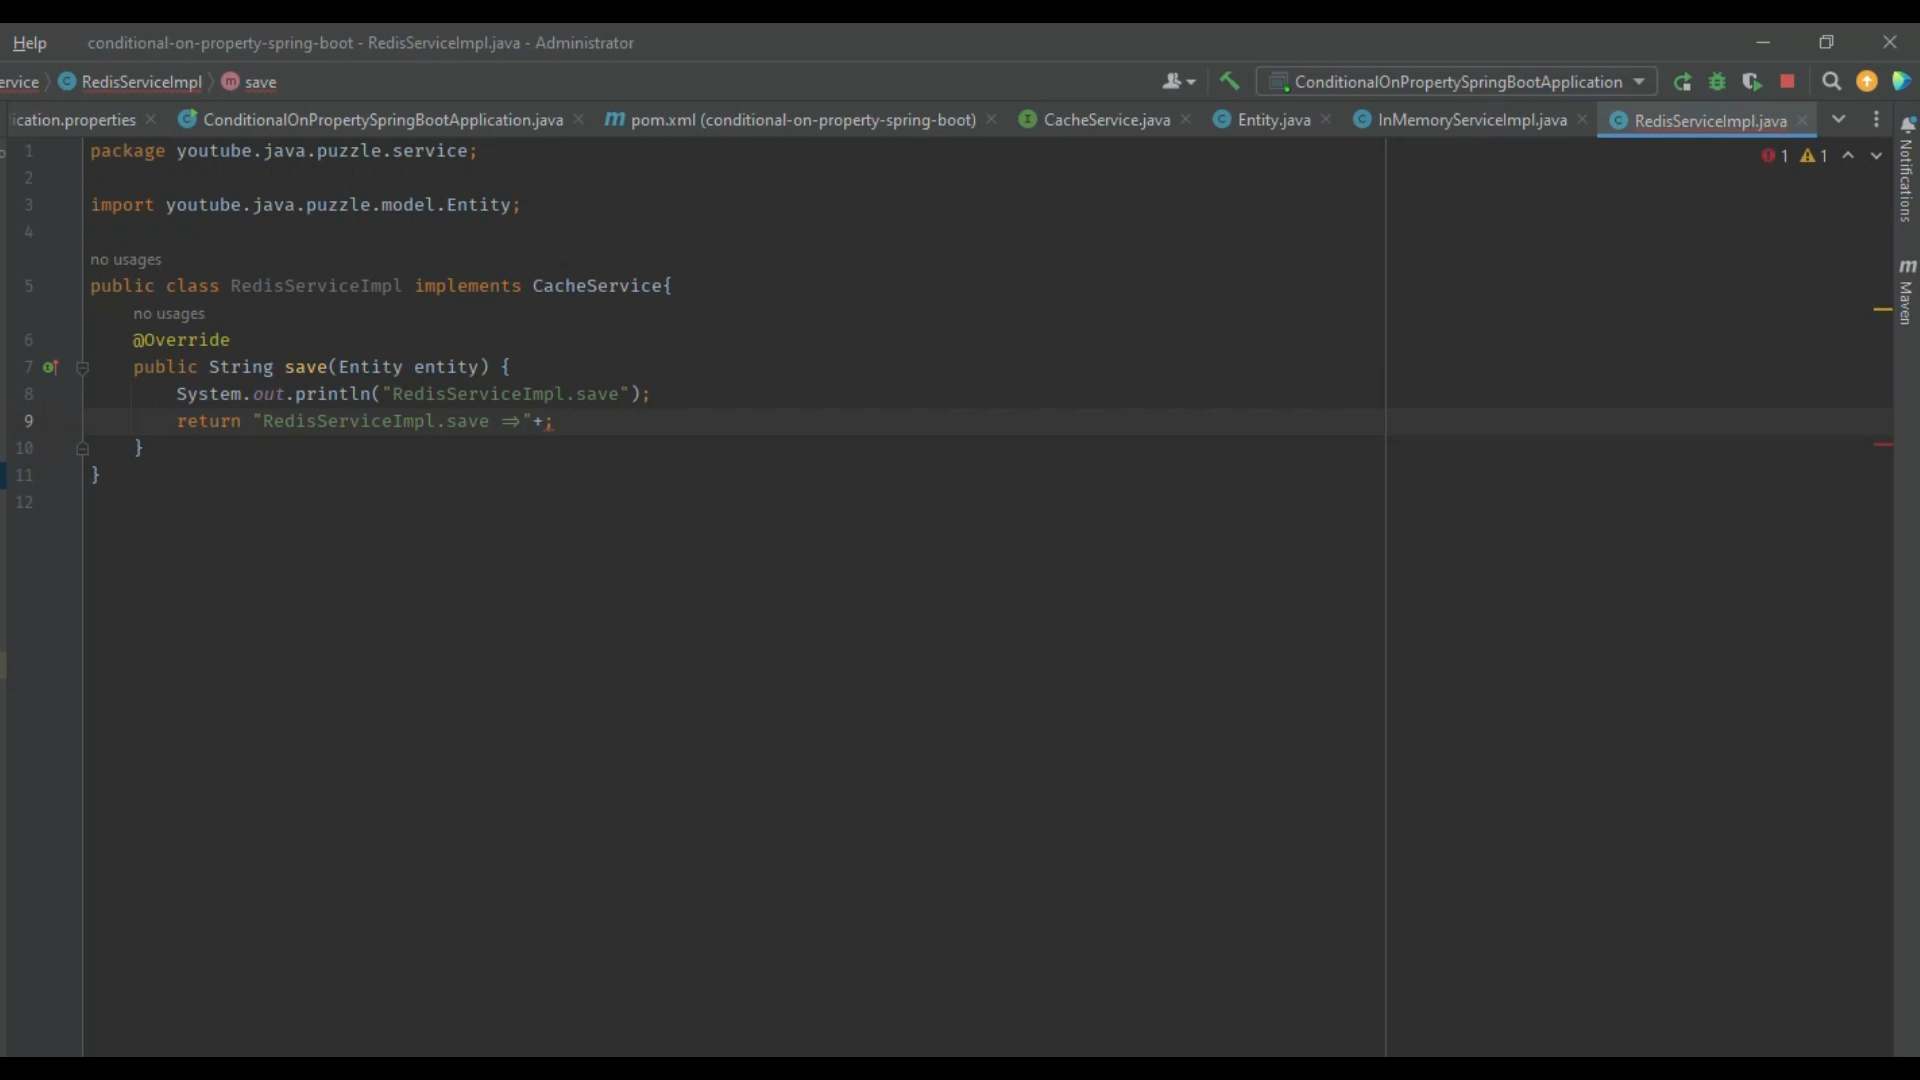 Help conditional-on-property-spring-boot - RedisServiceImpl.java - Administrator
ervice RedisServiceImpl m save ConditionalOnPropertySpringBootApplication
ication.properties ConditionalOnPropertySpringBootApplication.java m pom.xml (conditional-on-property-spring-boot) I CacheService.java C Entity.java C InMemoryServiceImpl.java C RedisServiceImpl.java
1 package youtube.java.puzzle.service; 1 1
2
3 import youtube.java.puzzle.model.Entity;
4
no usages
5 public class RedisServiceImpl implements CacheService{
no usages
6 @Override
7 public String save(Entity entity) {
8 System.out.println("RedisServiceImpl.save");
9 return "RedisServiceImpl.save =>"+;
10 }
11 }
12
Notifications
m Maven